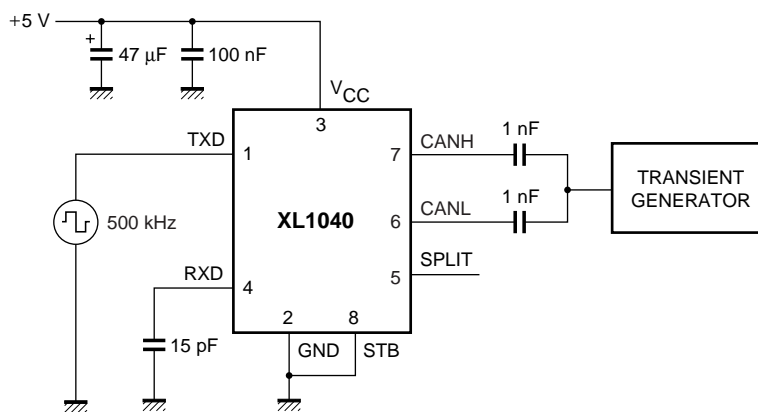 +5 V
+
47 µF
100 nF
VCC
3
TXD
1
7
CANH
1 nF
TRANSIENT
GENERATOR
500 kHz
XL1040
6
CANL
1 nF
5
SPLIT
RXD
4
15 pF
2
8
GND
STB